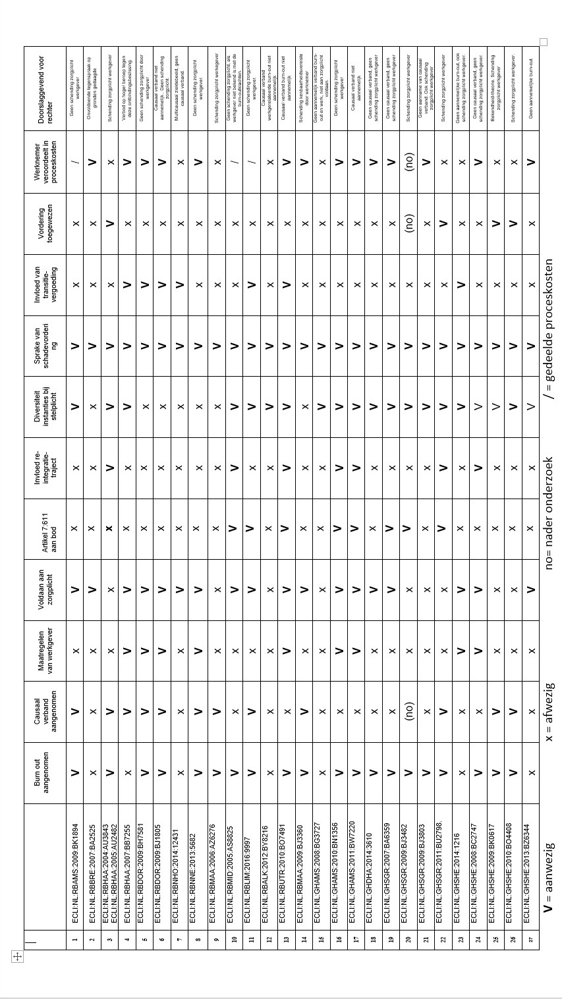 Burn out
aangenomen
Causaal
verband
aangenomen
Maatregelen
van werkgever
Voldaan aan
zorgplicht
Artikel 7:611
aan bod
Invloed re-
integratie-
traject
Diversiteit
instanties bij
stelplicht
Sprake van
schadevorderi
ng
Invloed van
transitie-
vergoeding
Vordering
toegewezen
Werknemer
veroordeelt in
proceskosten
Doorslaggevend voor
rechter
1 ECLI:NL:RBAMS:2009:BK1894 V V x V x x V V x x / Geen schending zorgplicht
werkgever
2 ECLI:NL:RBBRE:2007:BA2525 x x x V x x x V x x V Onvoldoende tegenspraak op
gronden gedaagde
3 ECLI:NL:RBHAA:2004:AU3843
ECLI:NL:RBHAA:2005:AU2482 V V x x x V V V x V x Schending zorgplicht werkgever
4 ECLI:NL:RBHAA:2007:BB7255 x V V V x x V V V x V Verbod op hoger beroep tegen
deze ontbindingsbeslissing.
5 ECLI:NL:RBDOR:2009:BH7581 V V V V x x x V V x V Geen schending zorgplicht door
werkgever
6 ECLI:NL:RBDOR:2009:BJ1805 V V V V x x x V V x V Causaal verband niet
aannemelijk. Geen schending
zorgplicht.
7 ECLI:NL:RBNHO:2014:12431 x x x V x x x V V x x Multicausaal ziektebeeld, geen
causaal verband.
8 ECLI:NL:RBNNE:2013:5682 V V V V x x x V x x V Geen schending zorgplicht
werkgever.
9 ECLI:NL:RBMAA:2006:AZ6276 V V x x x x x V x x x Schending zorgplicht werkegever
10 ECLI:NL:RBMID:2005:AS8825 V x x V V V V V x x / Geen schending zorgplicht, als
werkgever niet bekend is met de
burn-outklachten.
11 ECLI:NL:RBLIM:2016:9997 V V x V V x V V V x / Geen schending zorgplicht
werkgever.
12 ECLI:NL:RBALK:2012:BY8216 x x x x x x V V x x x Causaal verband
werkgerelateerde burn-out niet
aannemelijk.
13 ECLI:NL:RBUTR:2010:BO7491 V x V V V V V V V x V Causaal verband burn-out niet
aannemelijk
14 ECLI:NL:RBMAA:2009:BJ3360 V V x V x x x V x x V Schending kenbaarheidsvereiste
door werknemer
15 ECLI:NL:GHAMS:2008:BG3727 x x x x x x V V x x x Geen aannemelijk verband burn-
out en werk, niet aan zorgplicht
voldaan.
16 ECLI:NL:GHAMS:2010:BN1356 V x V V V V V V x x V Geen schending zorgplicht
werkgever
17 ECLI:NL:GHAMS:2011:BW7220 V x V V V V V V x x V Causaal verband niet
aannemelijk
18 ECLI:NL:GHDHA:2014:3610 V x x V x x V V x x V Geen causaal verband, geen
schending zorgplicht werkgever
19 ECLI:NL:GHSGR:2007:BA6359 V x x V V x V V x x V Geen causaal verband, geen
schending zorgplicht werkgever
20 ECLI:NL:GHSGR:2009:BJ3482 V (no) x x V x V V x (no) (no) Schending zorgplicht werkgever
21 ECLI:NL:GHSGR:2009:BJ3803 V x x x x x V V x x V Geen aanname van causaal
verband. Ook schending
zorgplicht werkgever
22 ECLI:NL:GHSGR:2011:BU2798. V V x x V V V V x V x Schending zorgplicht werkgever
23 ECLI:NL:GHSHE:2014:1216 x x V V x x V V V x x Geen aannemelijke burn-out, ook
schending zorgplicht werkgever.
24 ECLI:NL:GHSHE:2008:BC2747 V x V V x V V V x x V Geen causaal verband, geen
schending zorgplicht werkgever.
25 ECLI:NL:GHSHE:2009:BK0617 V V x x x x V V x V x Bekendheid-theorie. Schending
zorgplicht werkgever
26 ECLI:NL:GHSHE:2010:BO4408 V V x x x x V V x V x Schending zorgplicht werkgever.
27 ECLI:NL:GHSHE:2013:BZ6344 x x x V x x V V x x V Geen aannemelijke burn-out.
V = aanwezig x = afwezig no= nader onderzoek / = gedeelde proceskosten